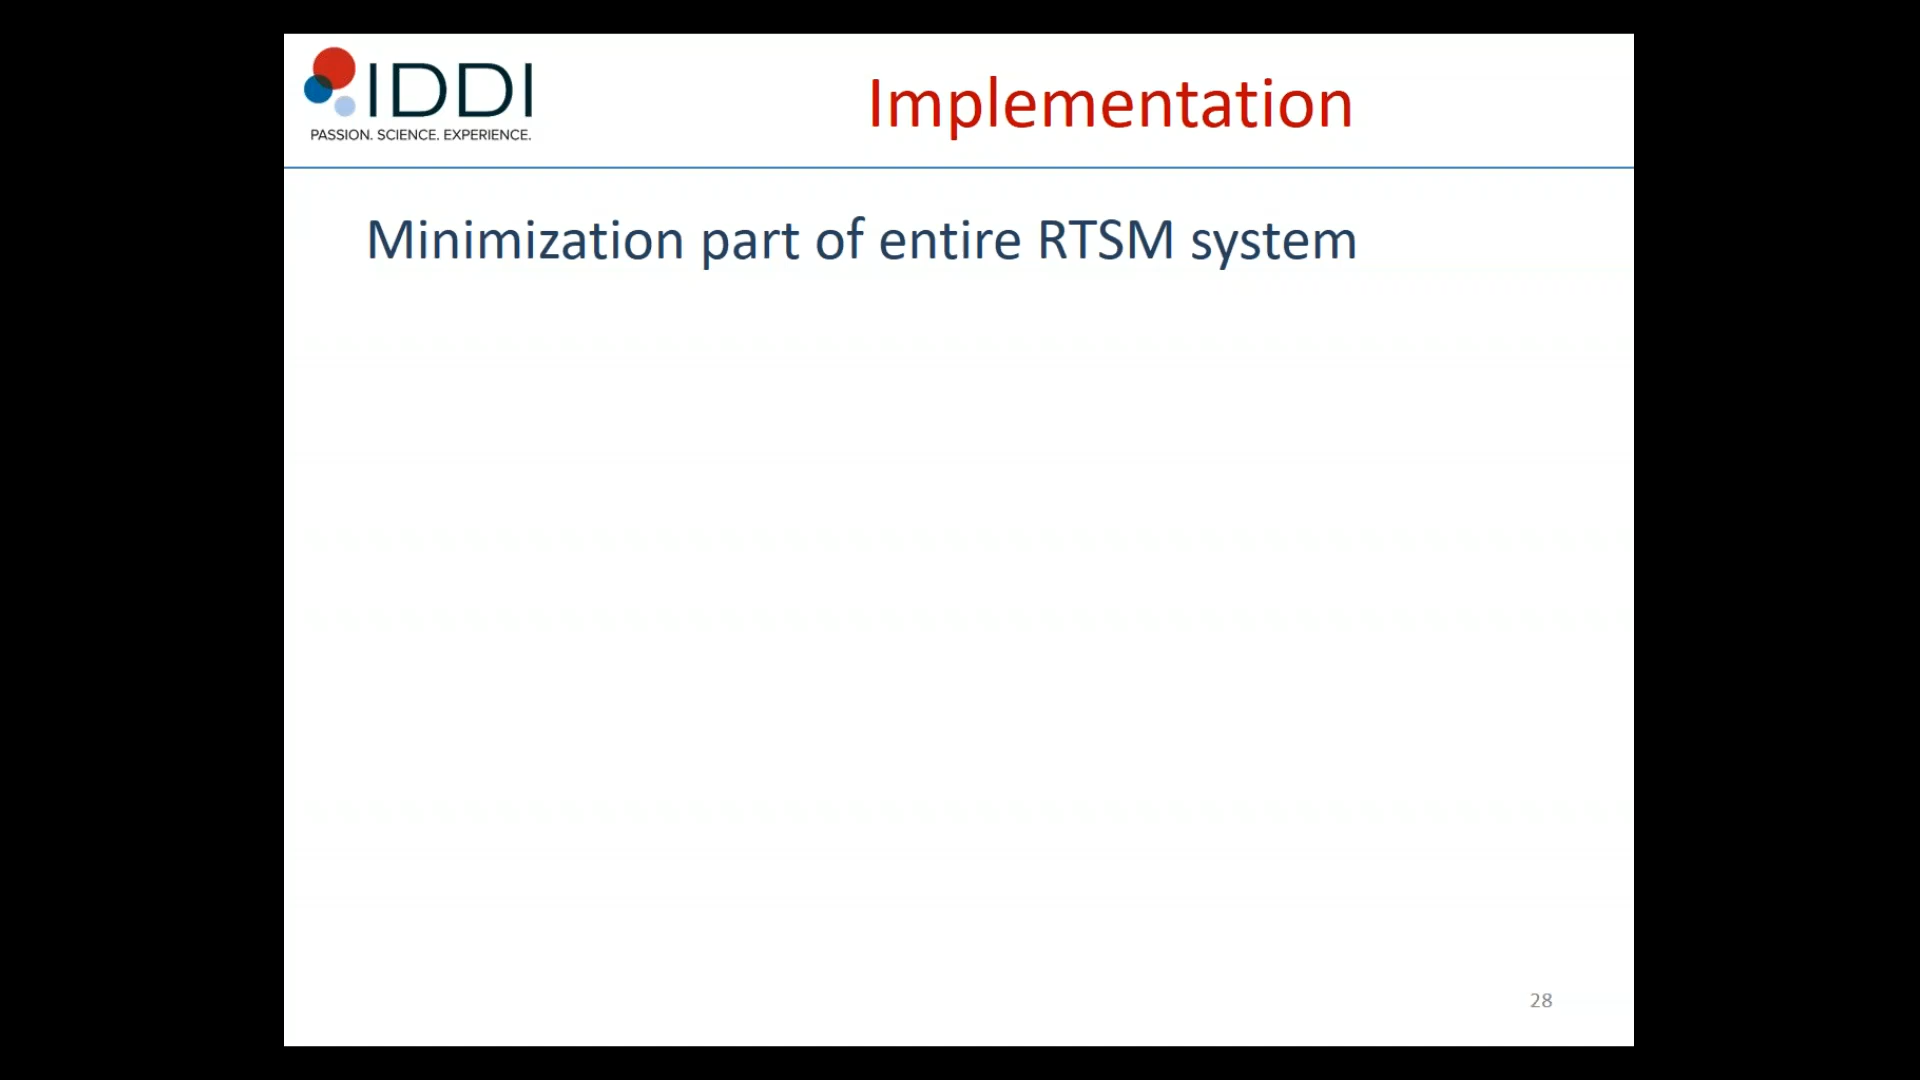 IDDI
PASSION. SCIENCE. EXPERIENCE.
Implementation
Minimization part of entire RTSM system
28